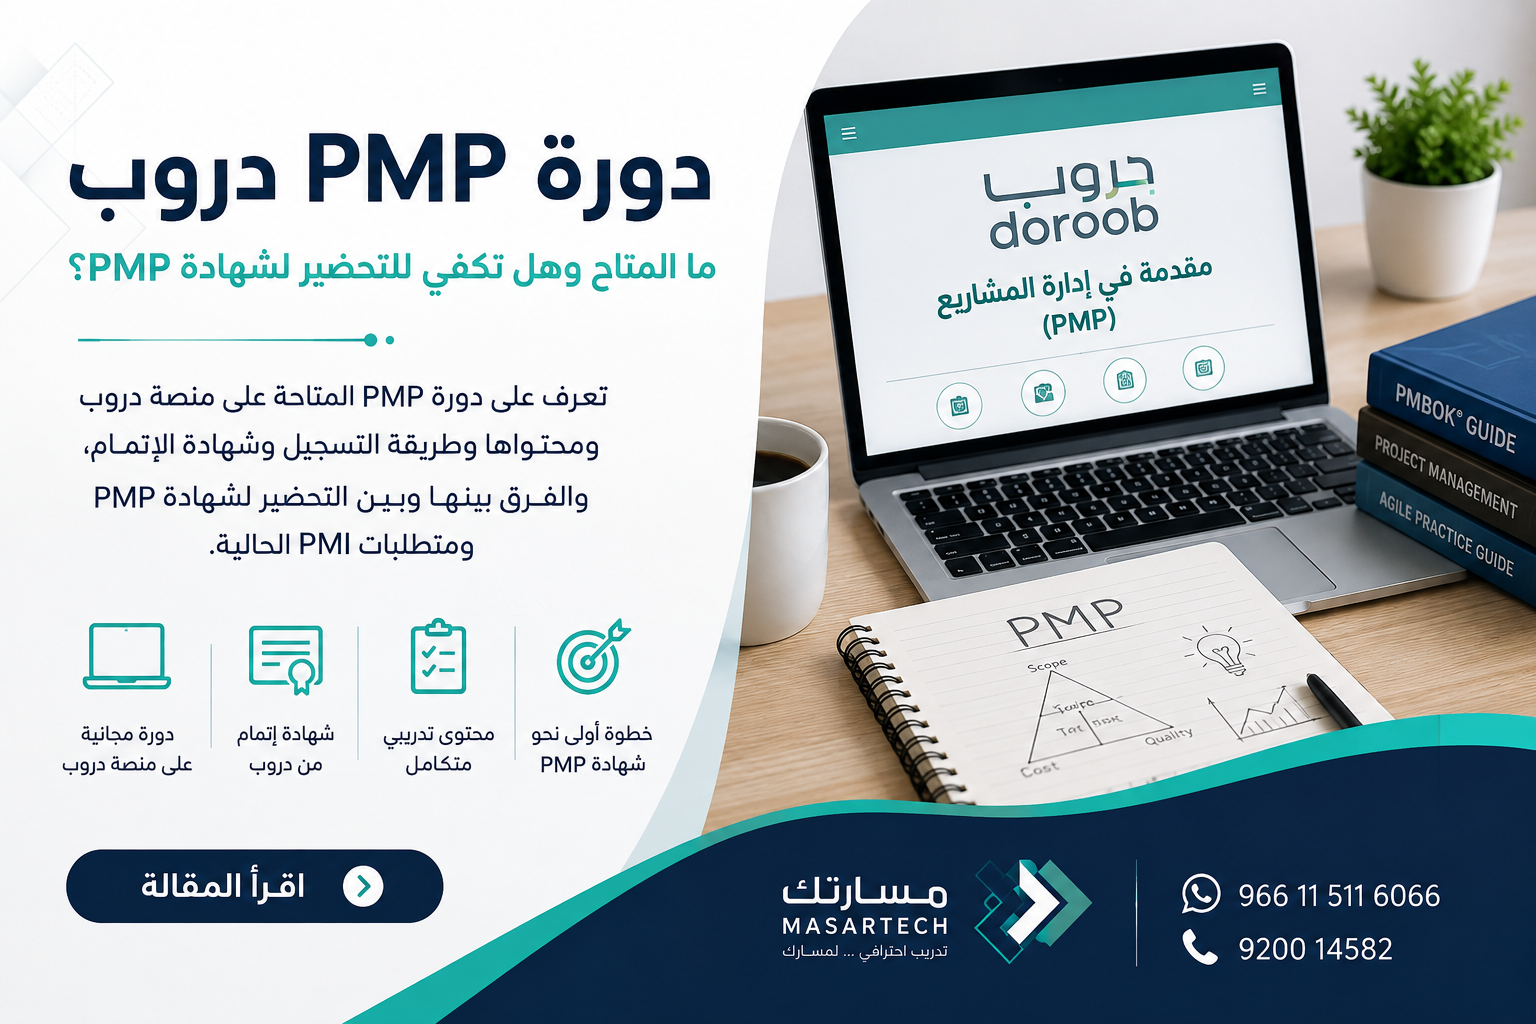 دورة PMP دروب
ما المتاح وهل تكفي للتحضير لشهادة PMP؟
تعرف على دورة PMP المتاحة على منصة دروب
ومحتواها وطريقة التسجيل وشهادة الإتمام،
والفرق بينها وبين التحضير لشهادة PMP
ومتطلبات PMI الحالية.
خطوة أولى نحو
شهادة PMP
محتوى تدريبي
متكامل
شهادة إتمام
من دروب
دورة مجانية
على منصة دروب
اقرأ المقالة
دروب
doroob
مقدمة في إدارة المشاريع
(PMP)
PMBOK® GUIDE
PROJECT MANAGEMENT
AGILE PRACTICE GUIDE
PMP
Scope
Quality
Cost
مسارتك
MASARTECH
تدريب احترافي ... لمسارك
966 11 511 6066
9200 14582